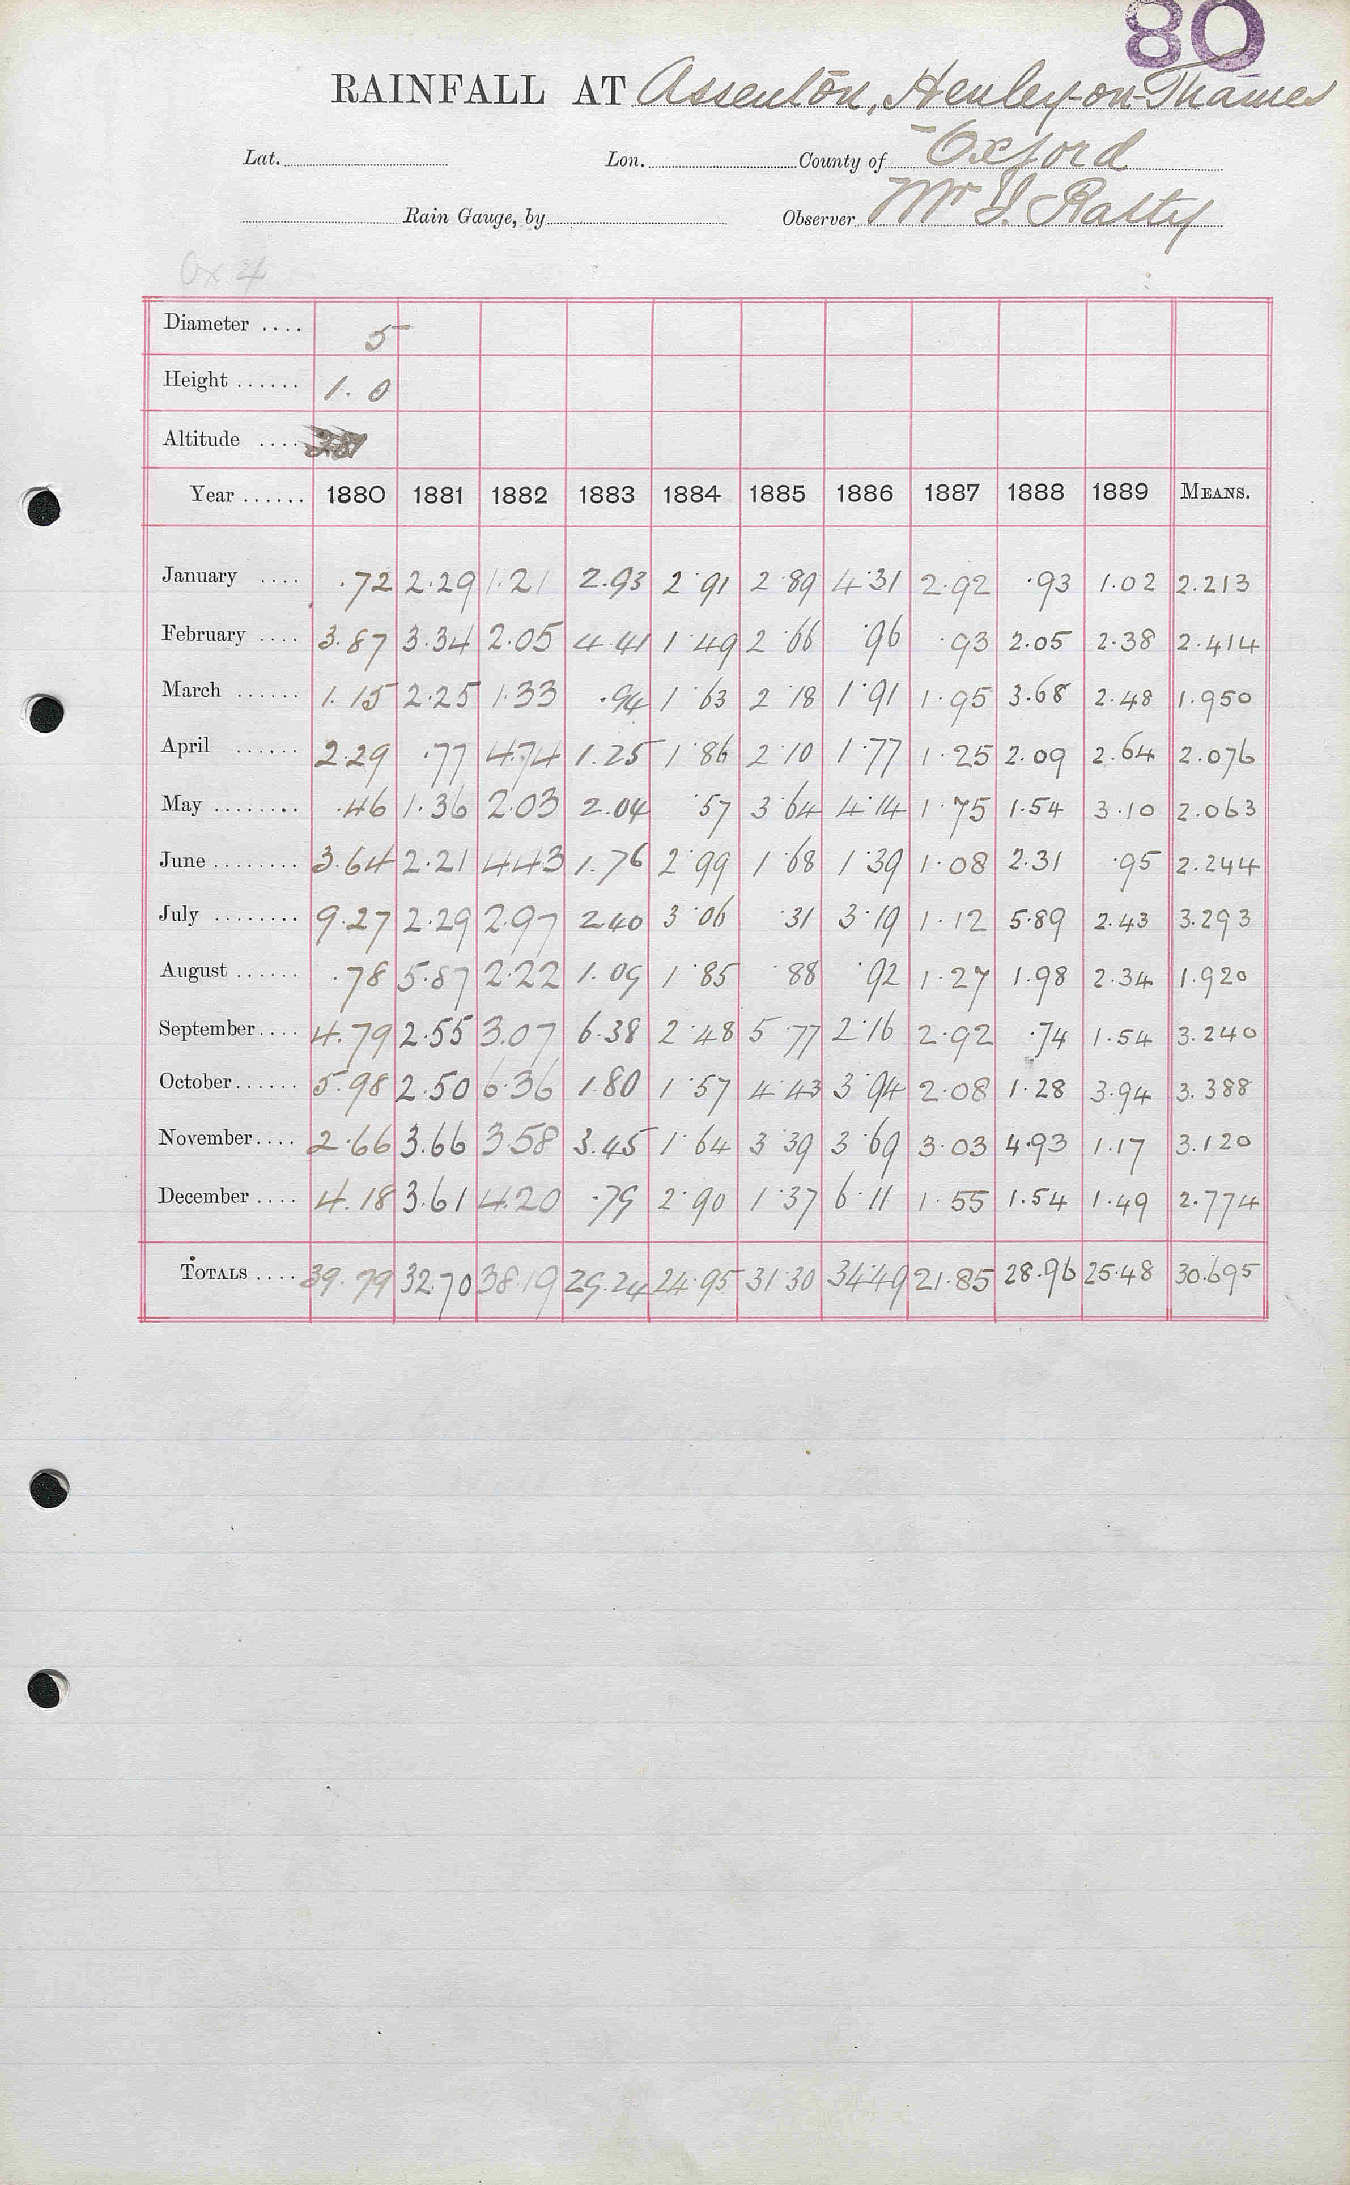 80
RAINFALL AT Assenton, Henley-on-Thames
Lat. Lon. County of Oxford
Rain Gauge, by Observer Mr
Ox 4
Diameter .... 5
Height ...... 1.0
Altitude ....
Year ...... 1880 1881 1882 1883 1884 1885 1886 1887 1888 1889 MEANS.
January .... .72 2.29 1.21 2.93 2.91 2.89 4.31 2.92 .93 1.02 2.213
February .... 3.87 3.34 2.05 4.41 1.49 2.66 .96 .93 2.05 2.38 2.414
March ...... 1.15 2.25 1.33 .94 1.63 2.18 1.91 1.95 3.68 2.48 1.950
April ...... 2.29 .77 4.74 1.25 1.86 2.10 1.77 1.25 2.09 2.64 2.076
May ........ .46 1.36 2.03 2.04 .57 3.64 4.14 1.75 1.54 3.10 2.063
June ........ 3.64 2.21 4.43 1.76 2.99 1.68 1.39 1.08 2.31 .95 2.244
July ........ 9.27 2.29 2.97 2.40 3.06 .31 3.19 1.12 5.89 2.43 3.293
August ...... .78 5.87 2.22 1.09 1.85 .88 .92 1.27 1.98 2.34 1.920
September.... 4.79 2.55 3.07 6.38 2.48 5.77 2.16 2.92 .74 1.54 3.240
October...... 5.98 2.50 6.36 1.80 1.57 4.43 3.94 2.08 1.28 3.94 3.388
November.... 2.66 3.66 3.58 3.45 1.64 3.39 3.69 3.03 4.93 1.17 3.120
December .... 4.18 3.61 4.20 .79 2.90 1.37 6.11 1.55 1.54 1.49 2.774
TOTALS .... 39.79 32.70 38.19 29.24 24.95 31.30 34.49 21.85 28.96 25.48 30.695